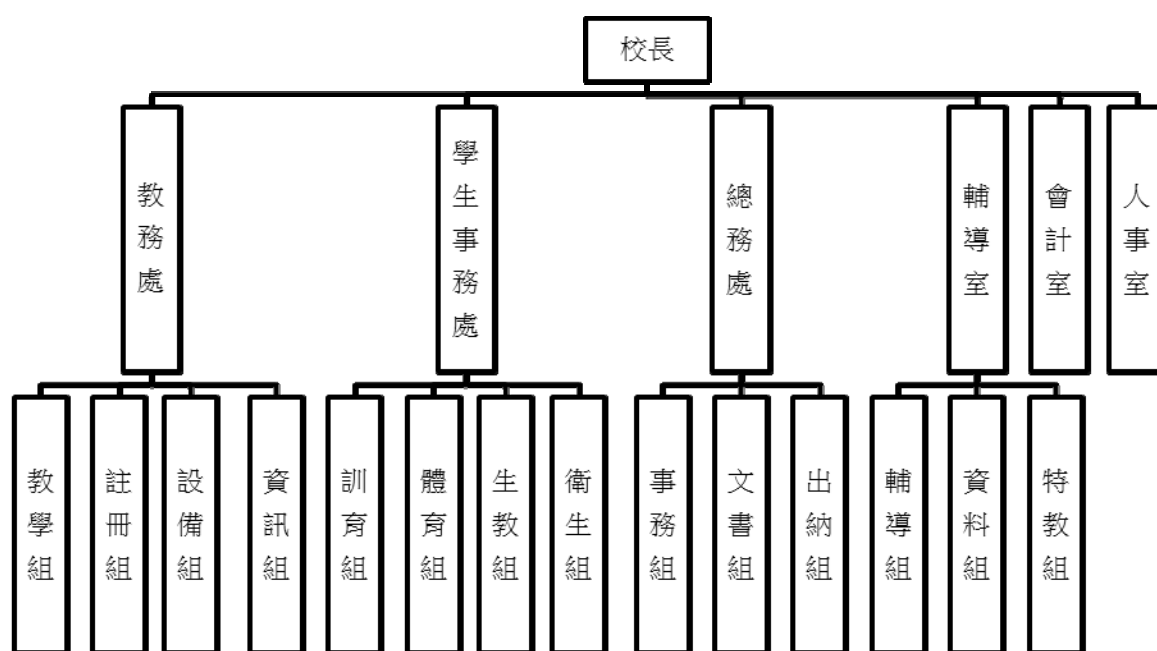 校長
教務處
學生事務處
總務處
輔導室
會計室
人事室
教學組
註冊組
設備組
資訊組
訓育組
體育組
生教組
衛生組
事務組
文書組
出納組
輔導組
資料組
特教組